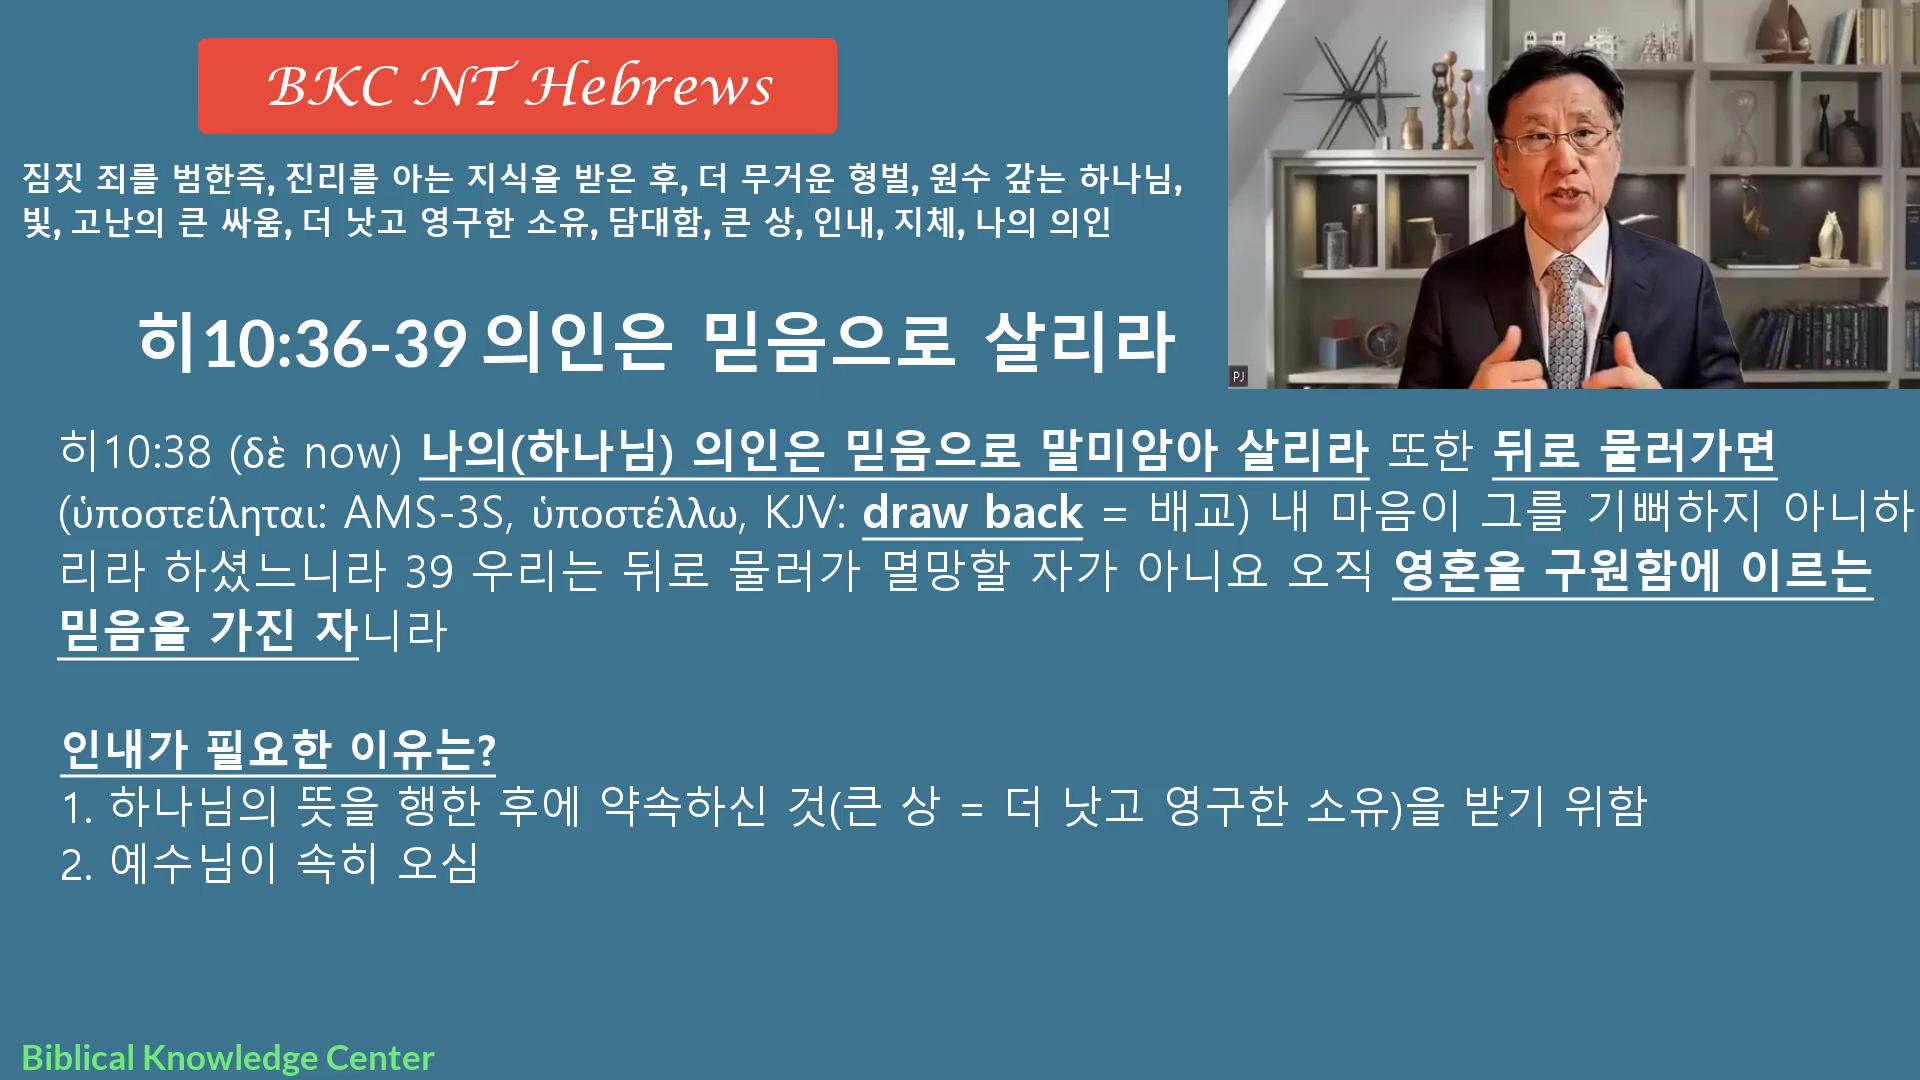 BKC NT Hebrews
짐짓 죄를 범한즉, 진리를 아는 지식을 받은 후, 더 무거운 형벌, 원수 갚는 하나님,
빛, 고난의 큰 싸움, 더 낫고 영구한 소유, 담대함, 큰 상, 인내, 지체, 나의 의인
히10:36-39 의인은 믿음으로 살리라
PJ
히10:38 (δὲ now) 나의(하나님) 의인은 믿음으로 말미암아 살리라 또한 뒤로 물러가면
(ὑποστείληται: AMS-3S, ὑποστέλλω, KJV: draw back = 배교) 내 마음이 그를 기뻐하지 아니하
리라 하셨느니라 39 우리는 뒤로 물러가 멸망할 자가 아니요 오직 영혼을 구원함에 이르는
믿음을 가진 자니라
인내가 필요한 이유는?
1. 하나님의 뜻을 행한 후에 약속하신 것(큰 상 = 더 낫고 영구한 소유)을 받기 위함
2. 예수님이 속히 오심
Biblical Knowledge Center